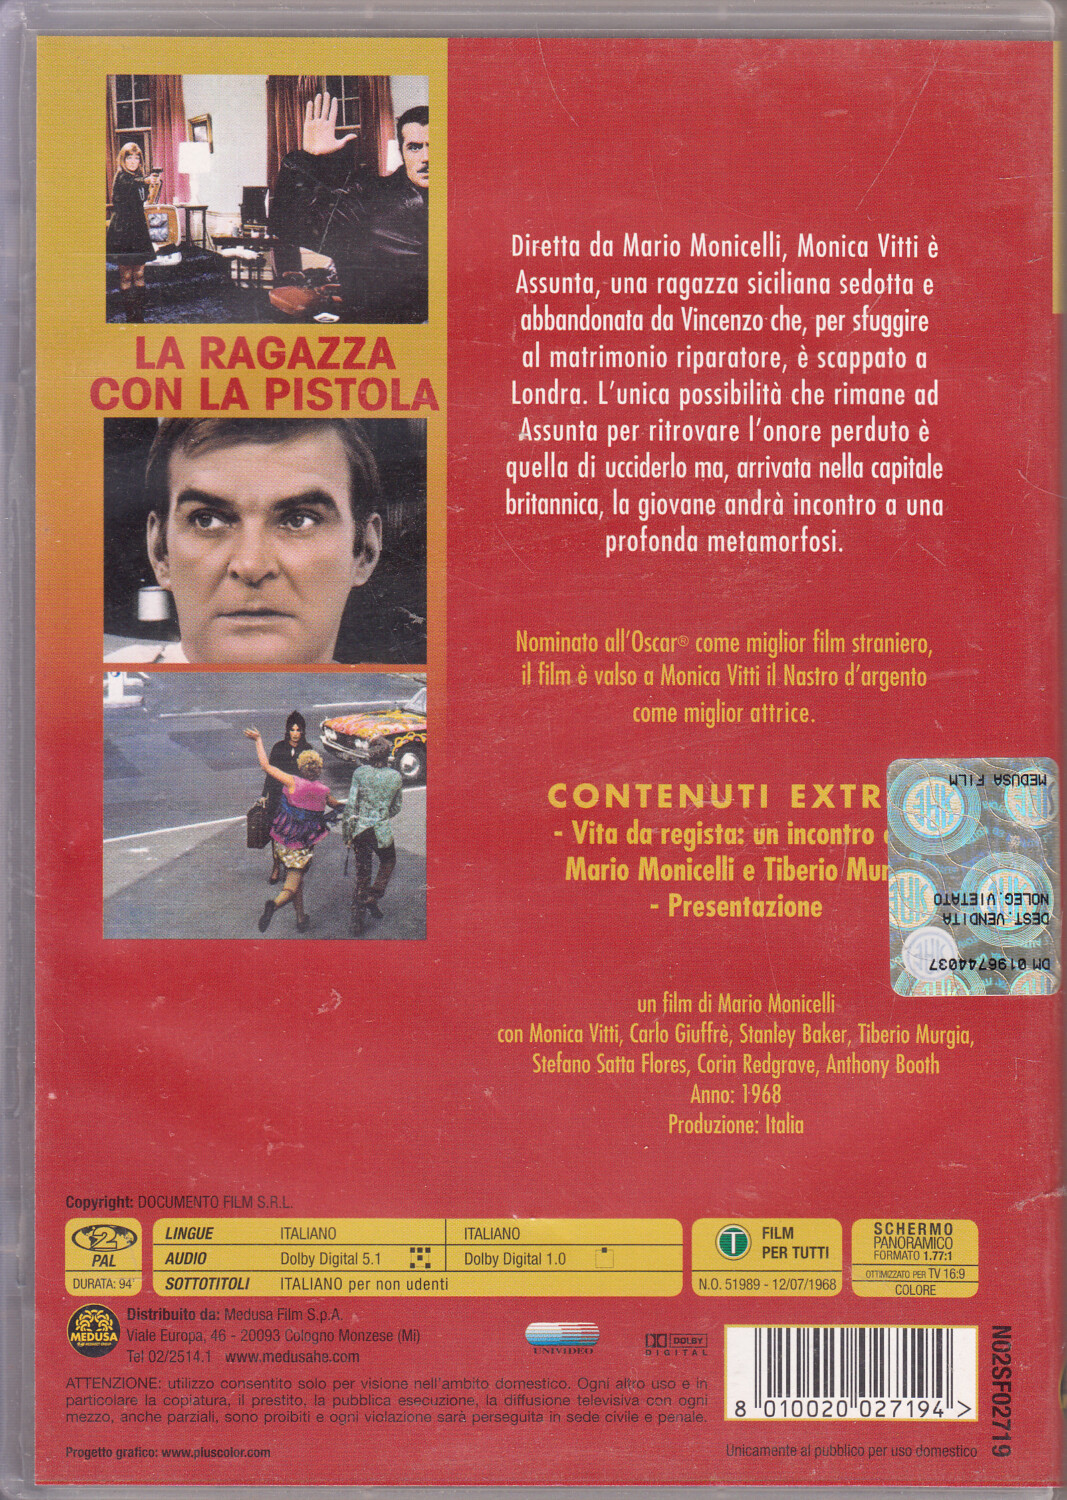 LA RAGAZZA
CON LA PISTOLA
Diretta da Mario Monicelli, Monica Vitti è
Assunta, una ragazza siciliana sedotta e
abbandonata da Vincenzo che, per sfuggire
al matrimonio riparatore, è scappato a
Londra. L'unica possibilità che rimane ad
Assunta per ritrovare l'onore perduto è
quella di ucciderlo ma, arrivata nella capitale
britannica, la giovane andrà incontro a una
profonda metamorfosi.
Nominato all'Oscar® come miglior film straniero,
il film è valso a Monica Vitti il Nastro d'argento
come miglior attrice.
CONTENUTI EXTR
- Vita da regista: un incontro
Mario Monicelli e Tiberio Mur
- Presentazione
MEDUSA FILM
NOLEG.VIETATO
DEST.VENDITA
DM 0196744037
un film di Mario Monicelli
con Monica Vitti, Carlo Giuffrè, Stanley Baker, Tiberio Murgia,
Stefano Satta Flores, Corin Redgrave, Anthony Booth
Anno: 1968
Produzione: Italia
Copyright: DOCUMENTO FILM S.R.L.
2
PAL
DURATA: 94'
LINGUE ITALIANO ITALIANO
AUDIO Dolby Digital 5.1 Dolby Digital 1.0
SOTTOTITOLI ITALIANO per non udenti
T FILM
PER TUTTI
N.O. 51989 - 12/07/1968
SCHERMO
PANORAMICO
FORMATO 1.77:1
OTTIMIZZATO PER TV 16:9
COLORE
MEDUSA
Distribuito da: Medusa Film S.p.A.
Viale Europa, 46 - 20093 Cologno Monzese (Mi)
Tel 02/2514.1 www.medusahe.com
UNIVIDEO
DOLBY
DIGITAL
ATTENZIONE: utilizzo consentito solo per visione nell'ambito domestico. Ogni altro uso e in
particolare la copiatura, il prestito, la pubblica esecuzione, la diffusione televisiva con ogni
mezzo, anche parziali, sono proibiti e ogni violazione sarà perseguita in sede civile e penale.
8 010020 027194 >
N02SF02719
Progetto grafico: www.pluscolor.com
Unicamente al pubblico per uso domestico